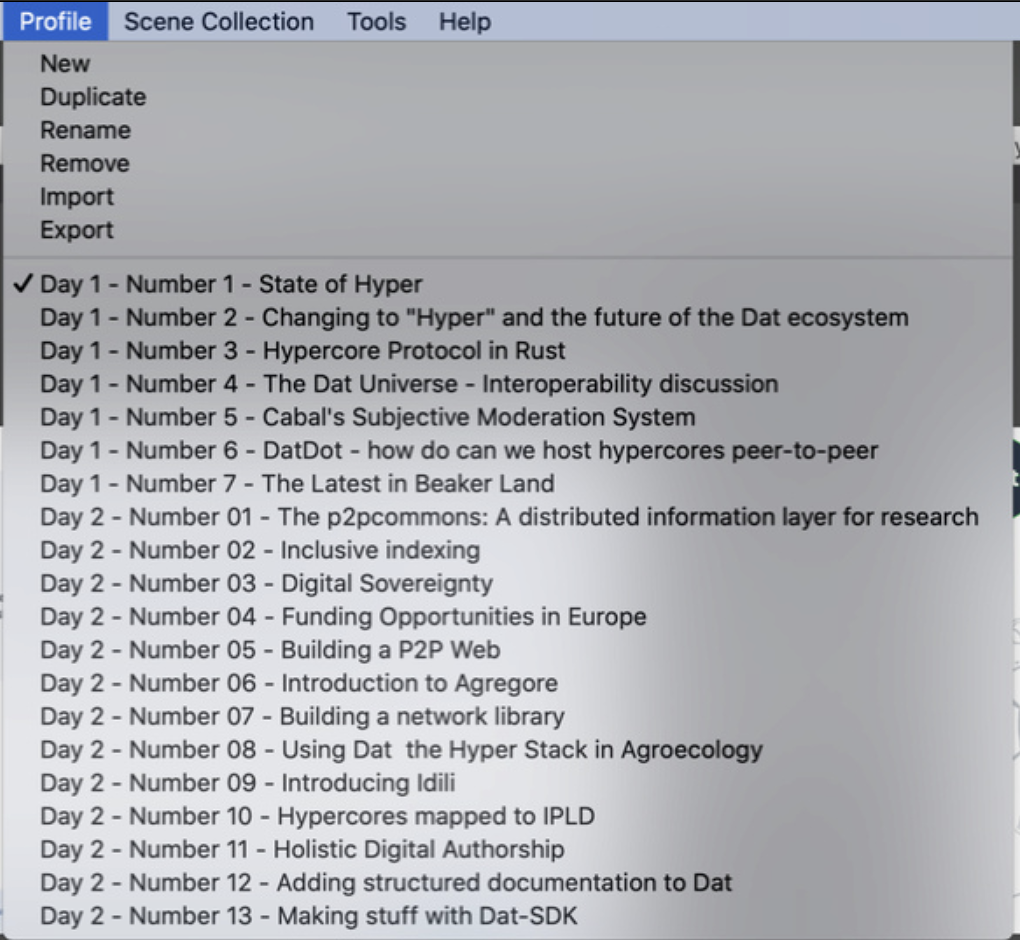 Profile Scene Collection Tools Help
New
Duplicate
Rename
Remove
Import
Export
✓ Day 1 - Number 1 - State of Hyper
Day 1 - Number 2 - Changing to "Hyper" and the future of the Dat ecosystem
Day 1 - Number 3 - Hypercore Protocol in Rust
Day 1 - Number 4 - The Dat Universe - Interoperability discussion
Day 1 - Number 5 - Cabal's Subjective Moderation System
Day 1 - Number 6 - DatDot - how do can we host hypercores peer-to-peer
Day 1 - Number 7 - The Latest in Beaker Land
Day 2 - Number 01 - The p2pcommons: A distributed information layer for research
Day 2 - Number 02 - Inclusive indexing
Day 2 - Number 03 - Digital Sovereignty
Day 2 - Number 04 - Funding Opportunities in Europe
Day 2 - Number 05 - Building a P2P Web
Day 2 - Number 06 - Introduction to Agregore
Day 2 - Number 07 - Building a network library
Day 2 - Number 08 - Using Dat  the Hyper Stack in Agroecology
Day 2 - Number 09 - Introducing Idili
Day 2 - Number 10 - Hypercores mapped to IPLD
Day 2 - Number 11 - Holistic Digital Authorship
Day 2 - Number 12 - Adding structured documentation to Dat
Day 2 - Number 13 - Making stuff with Dat-SDK